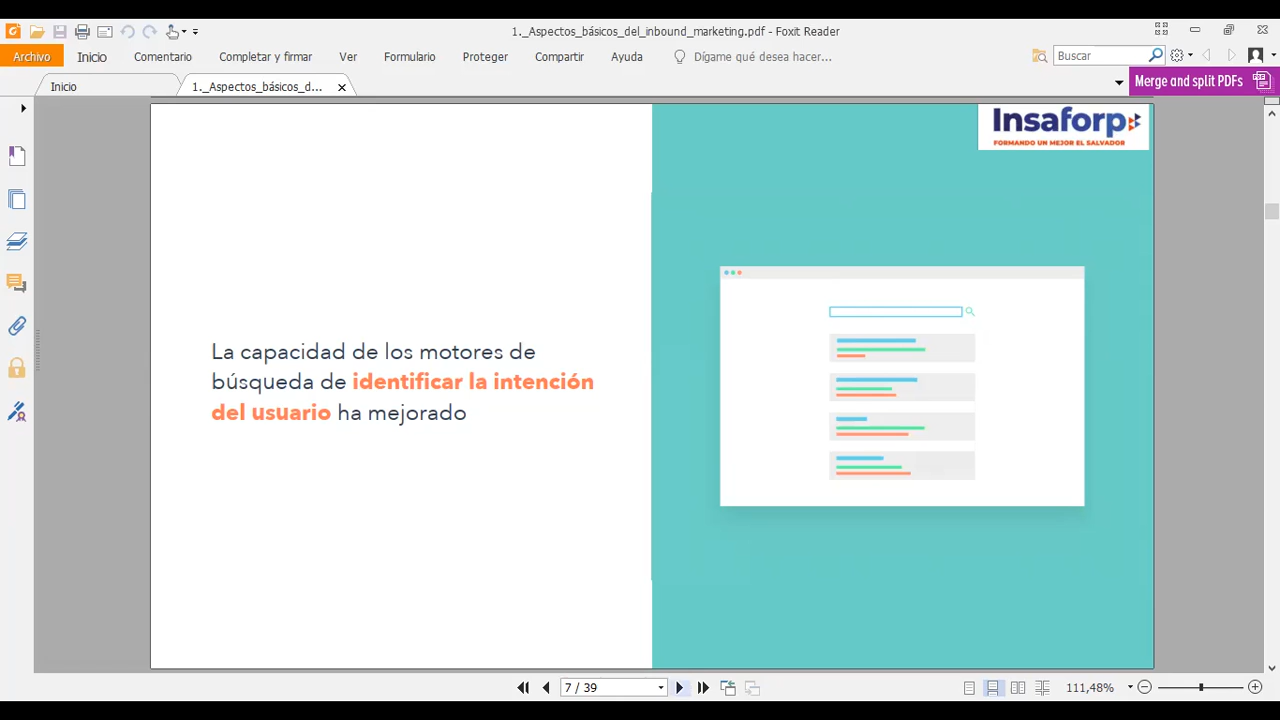 1._Aspectos_básicos_del_inbound_marketing.pdf - Foxit Reader
Archivo Inicio Comentario Completar y firmar Ver Formulario Proteger Compartir Ayuda Dígame qué desea hacer... Buscar
Inicio 1._Aspectos_básicos_d... Merge and split PDFs
Insaforp
FORMANDO UN MEJOR EL SALVADOR
La capacidad de los motores de
búsqueda de identificar la intención
del usuario ha mejorado
7 / 39 111,48%